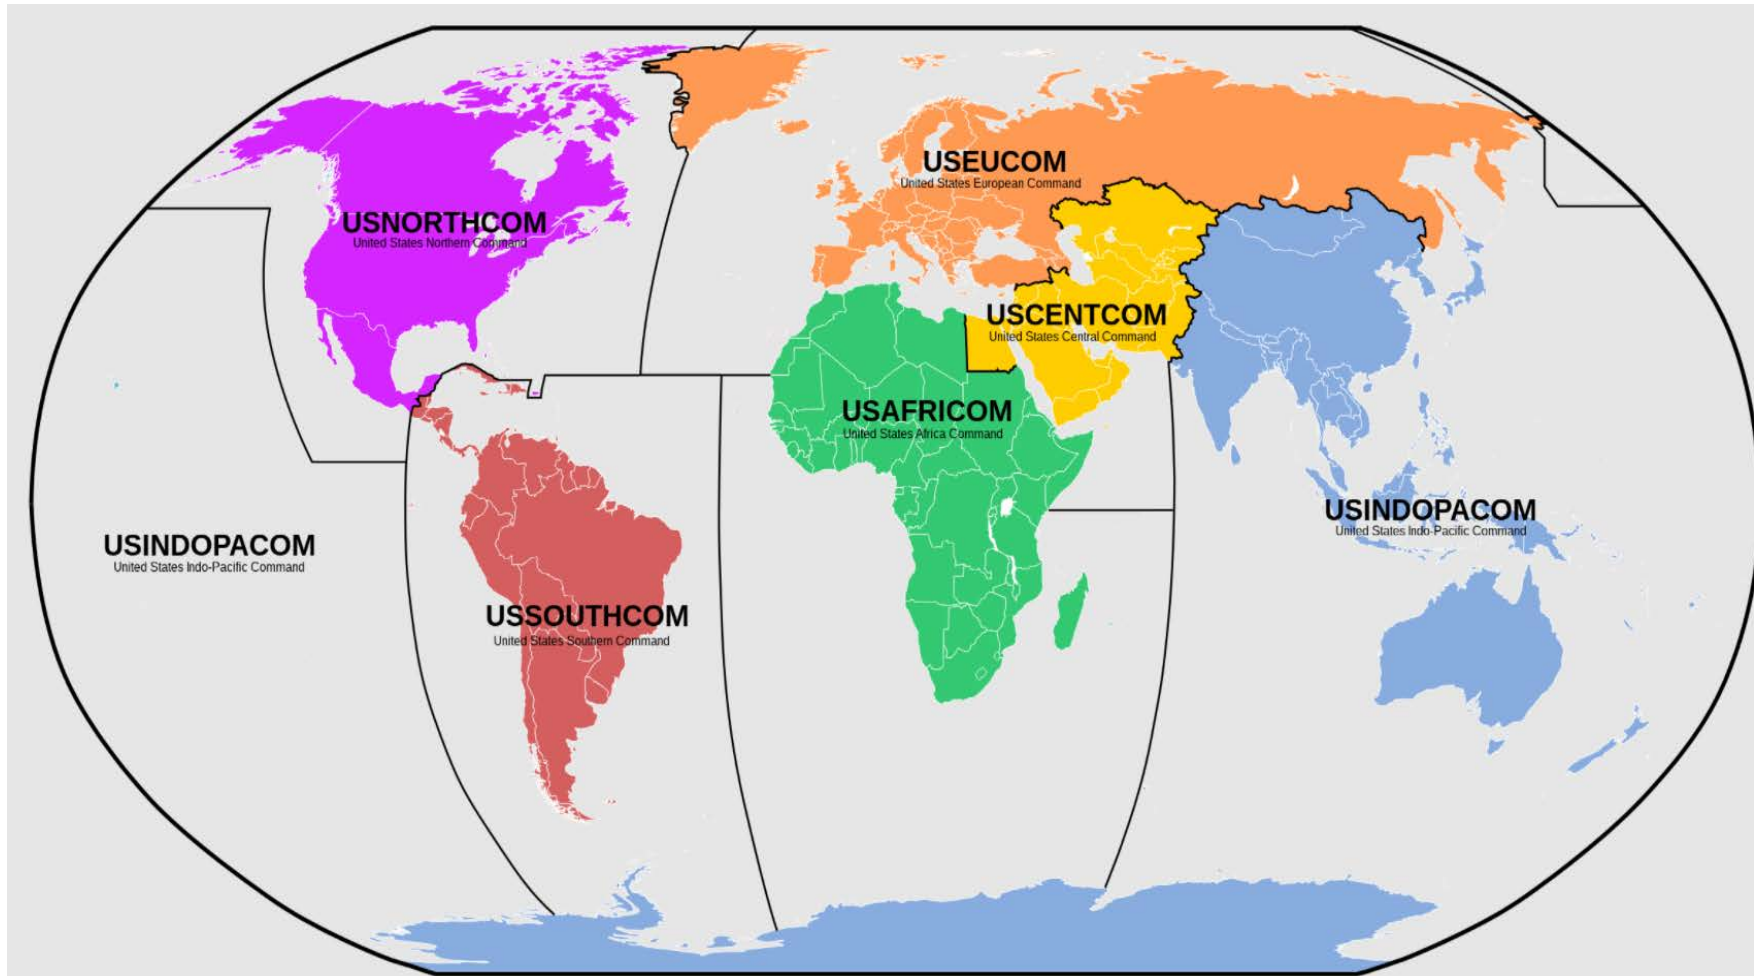 USEUCOM
United States European Command
USNORTHCOM
United States Northern Command
USCENTCOM
United States Central Command
USAFRICOM
United States Africa Command
USINDOPACOM
United States Indo-Pacific Command
USINDOPACOM
United States Indo-Pacific Command
USSOUTHCOM
United States Southern Command